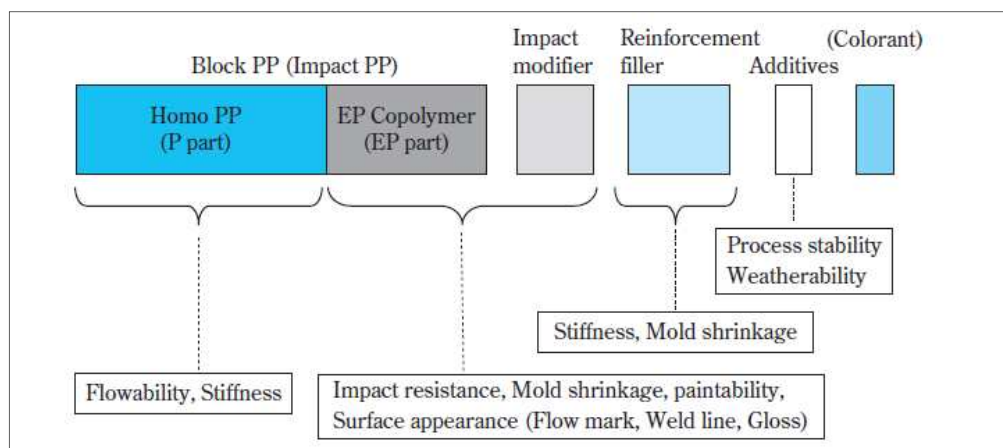 Block PP (Impact PP)
Impact
modifier
Reinforcement
filler
Additives
(Colorant)
Homo PP
(P part)
EP Copolymer
(EP part)
Process stability
Weatherability
Stiffness, Mold shrinkage
Flowability, Stiffness
Impact resistance, Mold shrinkage, paintability,
Surface appearance (Flow mark, Weld line, Gloss)